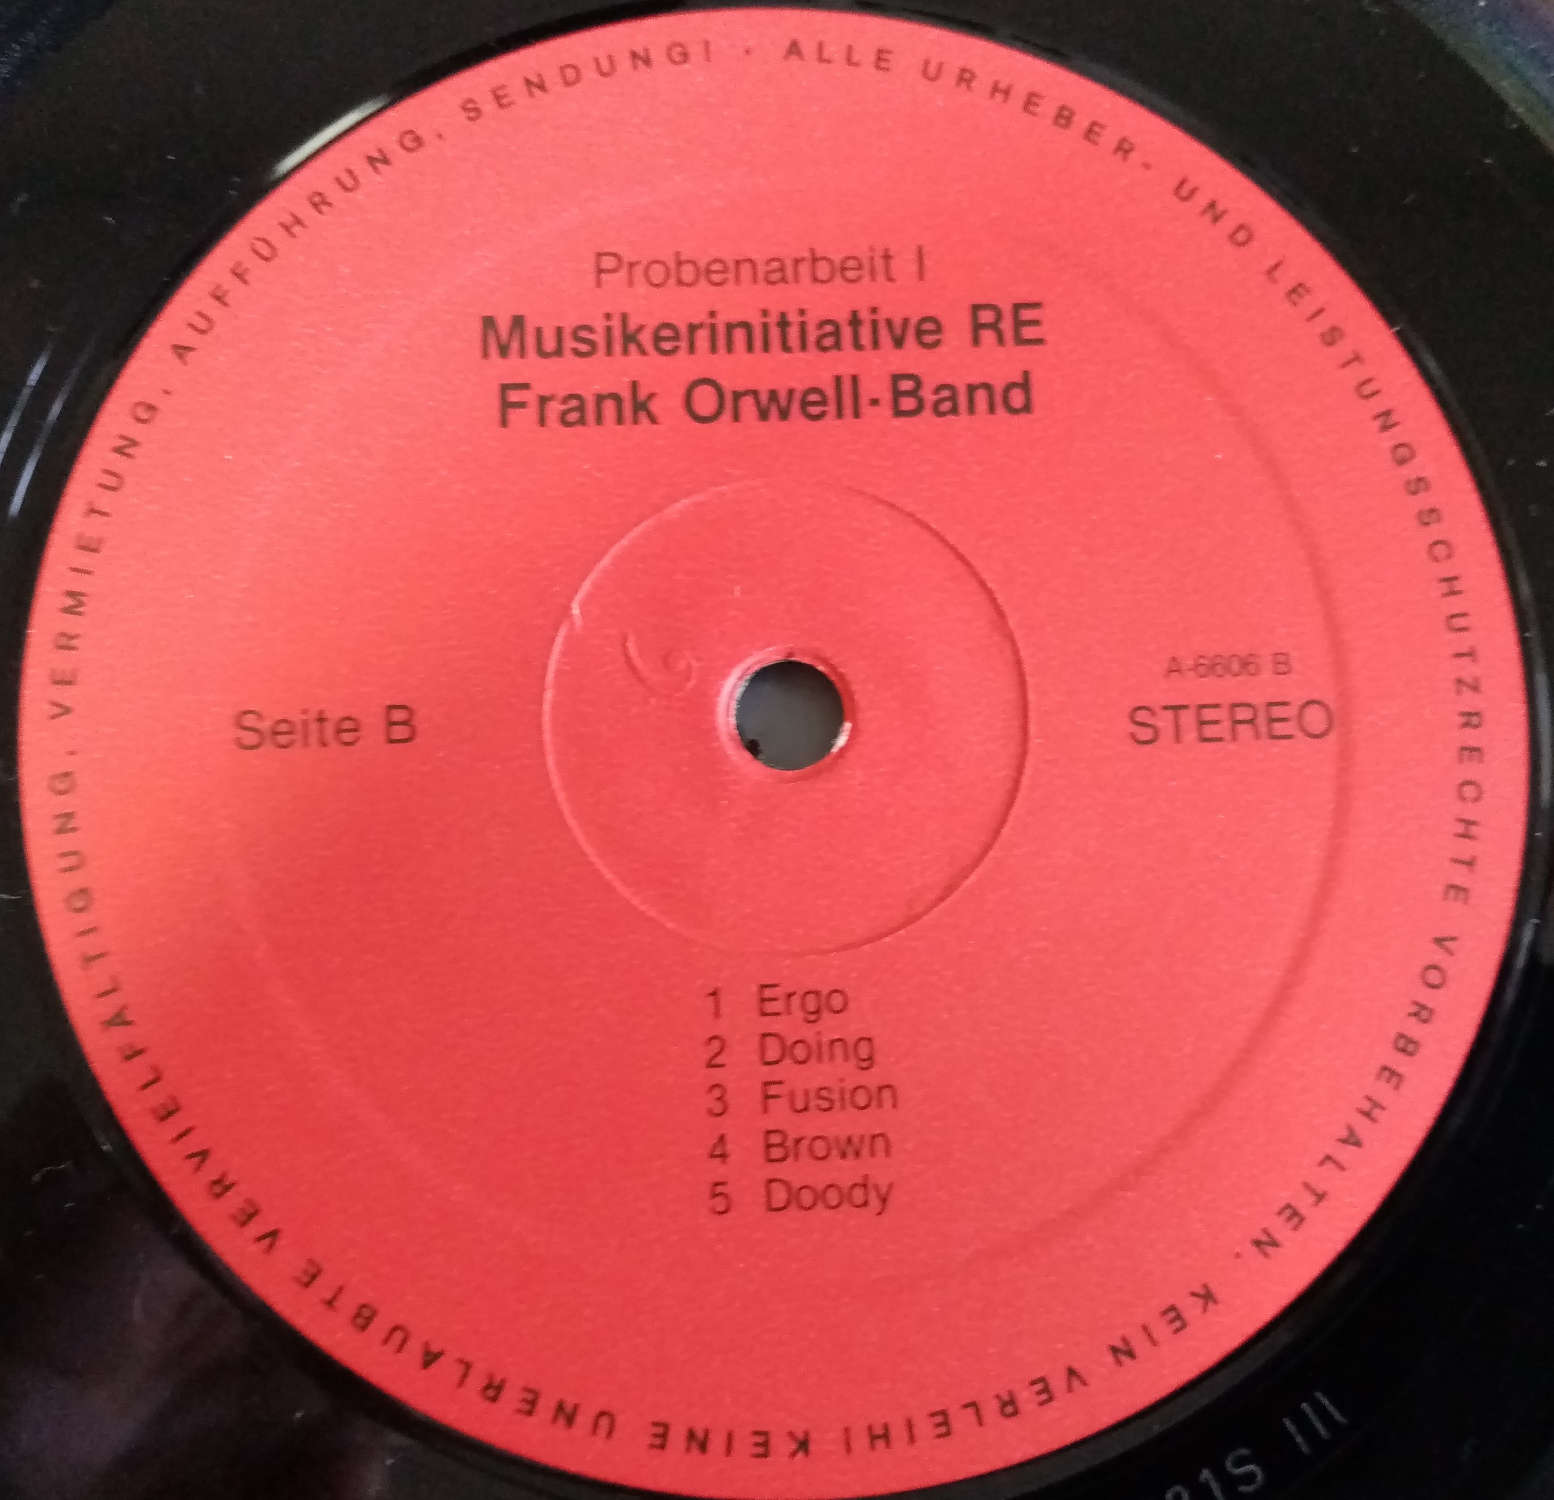 ALLE URHEBER- UND LEISTUNGSSCHUTZRECHTE VORBEHALTEN. KEIN VERLEIH! KEINE UNERLAUBTE VERVIELFALTIGUNG, VERMIETUNG, AUFFÜHRUNG, SENDUNG! ·
Probenarbeit I
Musikerinitiative RE
Frank Orwell-Band
Seite B
A-6606 B
STEREO
1 Ergo
2 Doing
3 Fusion
4 Brown
5 Doody